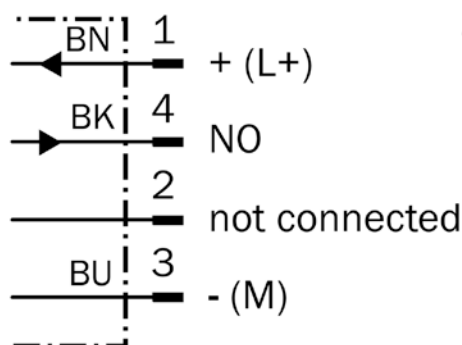 BN 1 + (L+)
BK 4 NO
2 not connected
BU 3 - (M)